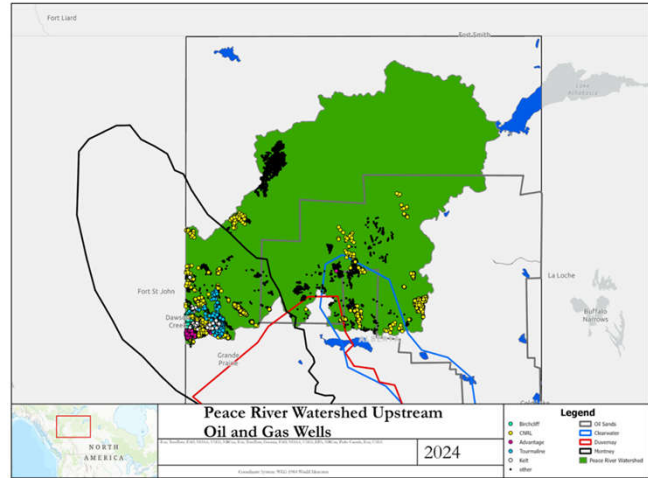 Fort Liard
Fort Smith
Lake
Athabasca
Fort St John
La Loche
Dawson
Creek
Buffalo
Narrows
Grande
Prairie
Peace River Watershed Upstream
Oil and Gas Wells
2024
NORTH
AMERICA
Legend
Birchcliff
CNRL
Advantage
Tourmaline
Kelt
other
Oil Sands
Clearwater
Duvernay
Montney
Peace River Watershed